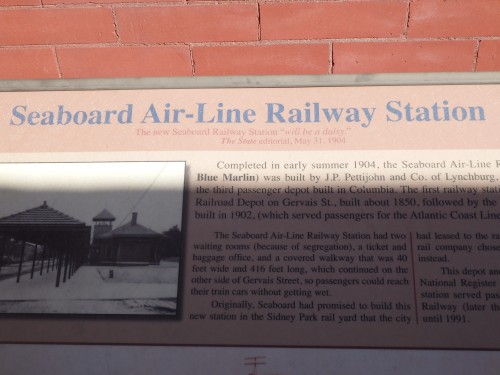 Seaboard Air-Line Railway Station
The new Seaboard Railway Station "will be a daisy."
The State editorial, May 31, 1904
Completed in early summer 1904, the Seaboard Air-Line R
Blue Marlin) was built by J.P. Pettijohn and Co. of Lynchburg,
the third passenger depot built in Columbia. The first railway stat
Railroad Depot on Gervais St., built about 1850, followed by the
built in 1902, (which served passengers for the Atlantic Coast Line
The Seaboard Air-Line Railway Station had two
waiting rooms (because of segregation), a ticket and
baggage office, and a covered walkway that was 40
feet wide and 416 feet long, which continued on the
other side of Gervais Street, so passengers could reach
their train cars without getting wet.
Originally, Seaboard had promised to build this
new station in the Sidney Park rail yard that the city
had leased to the ra
rail company chose
instead.
This depot a
National Register
station served pas
Railway (later th
until 1991.